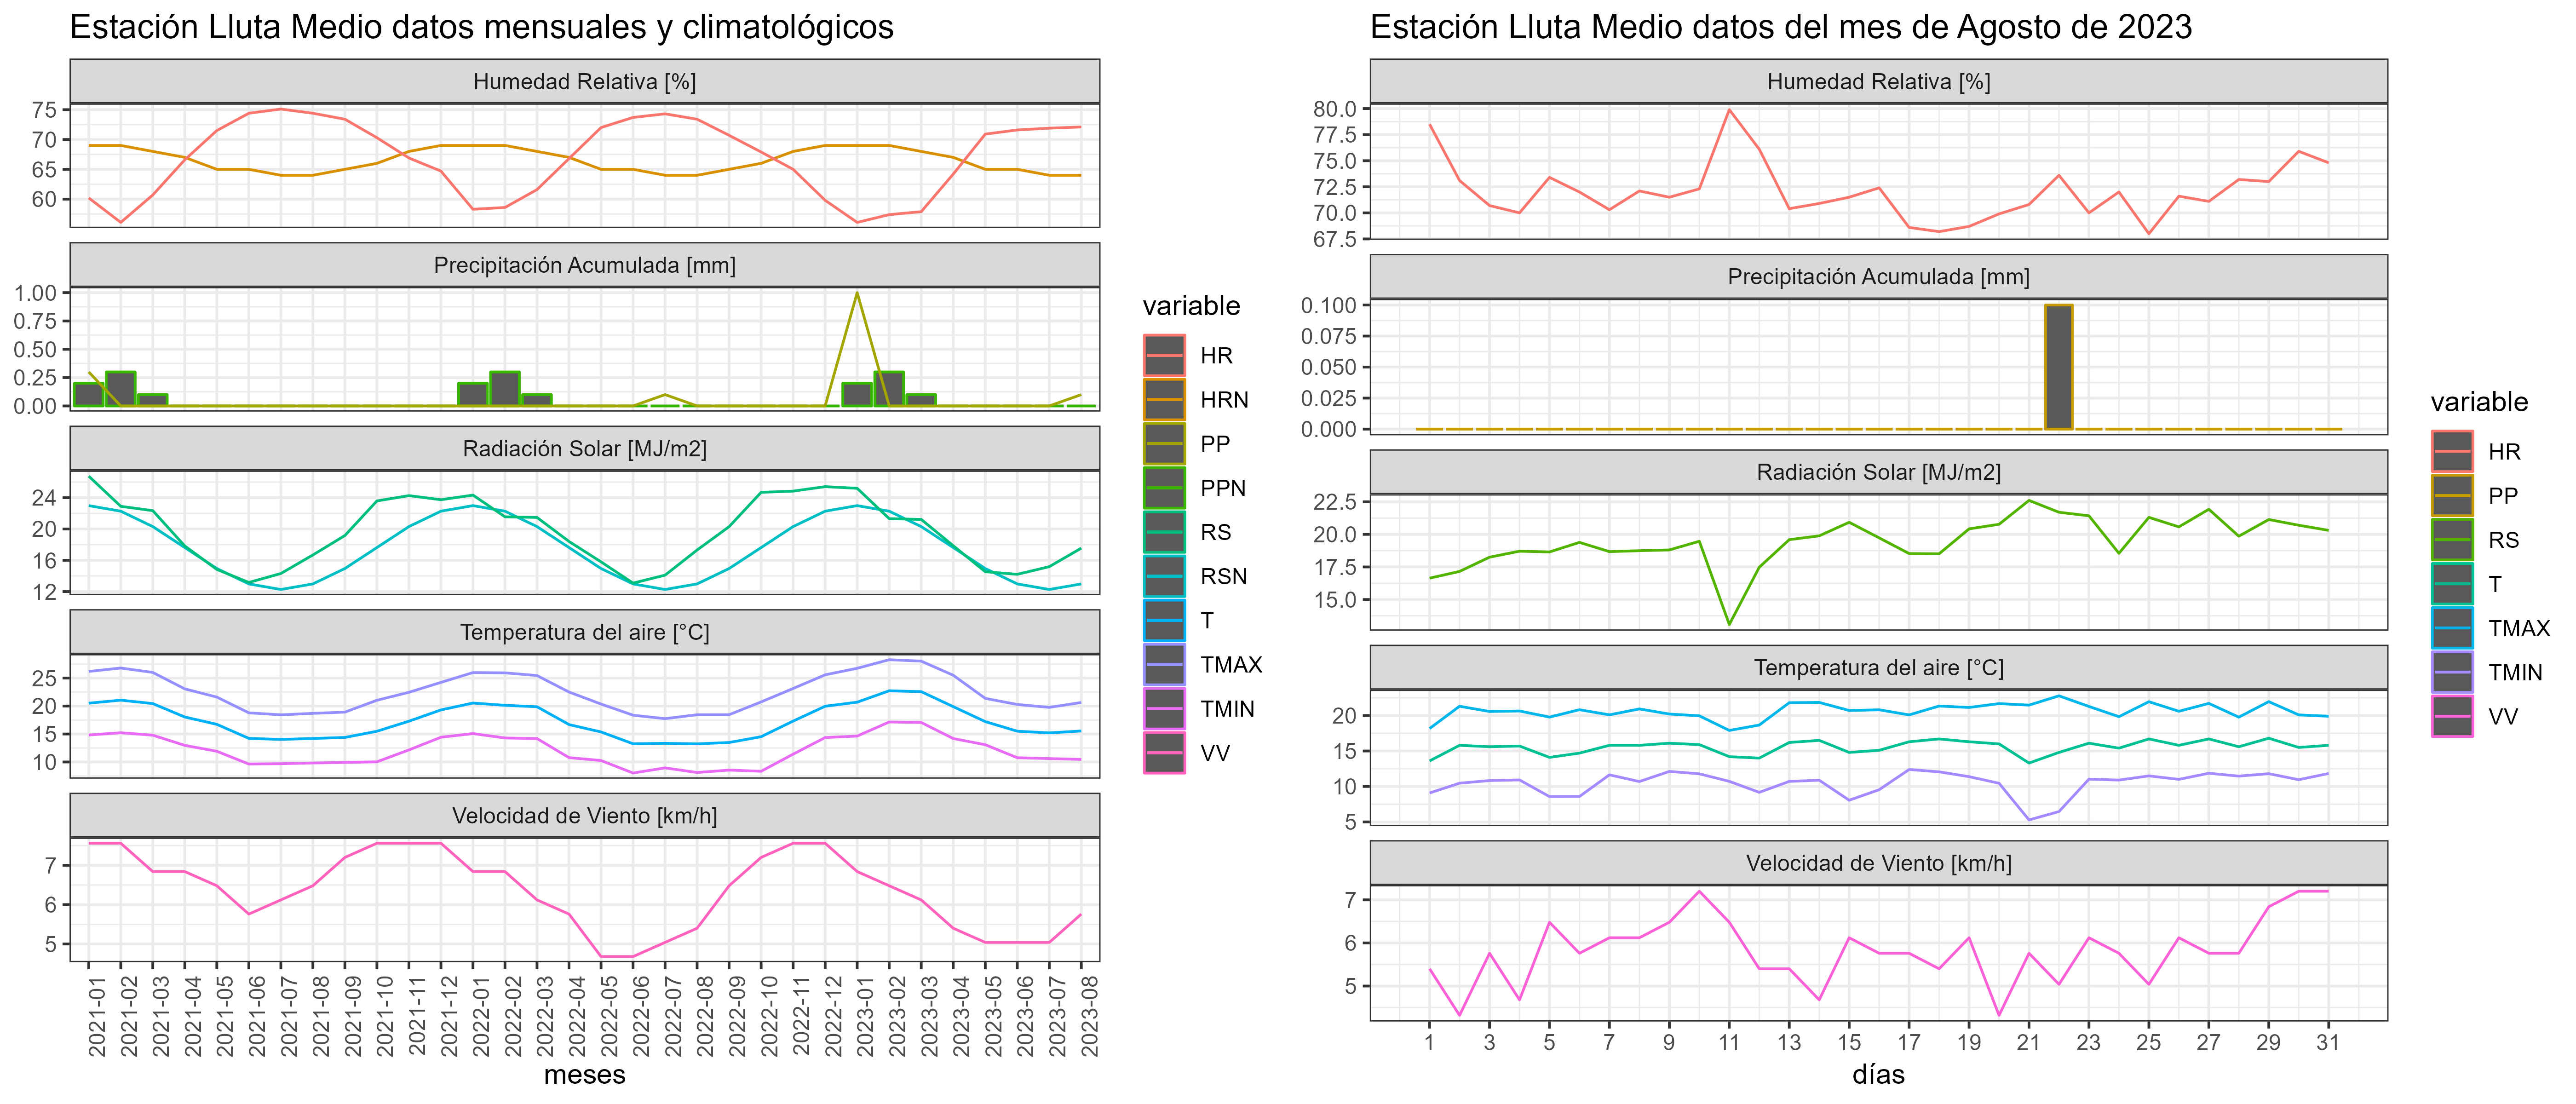 Estación Lluta Medio datos mensuales y climatológicos
Humedad Relativa [%]
75
70
65
60
Precipitación Acumulada [mm]
1.00
0.75
0.50
0.25
0.00
Radiación Solar [MJ/m2]
24
20
16
12
Temperatura del aire [°C]
25
20
15
10
Velocidad de Viento [km/h]
7
6
5
2021-01
2021-02
2021-03
2021-04
2021-05
2021-06
2021-07
2021-08
2021-09
2021-10
2021-11
2021-12
2022-01
2022-02
2022-03
2022-04
2022-05
2022-06
2022-07
2022-08
2022-09
2022-10
2022-11
2022-12
2023-01
2023-02
2023-03
2023-04
2023-05
2023-06
2023-07
2023-08
meses
variable
HR
HRN
PP
PPN
RS
RSN
T
TMAX
TMIN
VV
Estación Lluta Medio datos del mes de Agosto de 2023
Humedad Relativa [%]
80.0
77.5
75.0
72.5
70.0
67.5
Precipitación Acumulada [mm]
0.100
0.075
0.050
0.025
0.000
Radiación Solar [MJ/m2]
22.5
20.0
17.5
15.0
Temperatura del aire [°C]
20
15
10
5
Velocidad de Viento [km/h]
7
6
5
1 3 5 7 9 11 13 15 17 19 21 23 25 27 29 31
días
variable
HR
PP
RS
T
TMAX
TMIN
VV